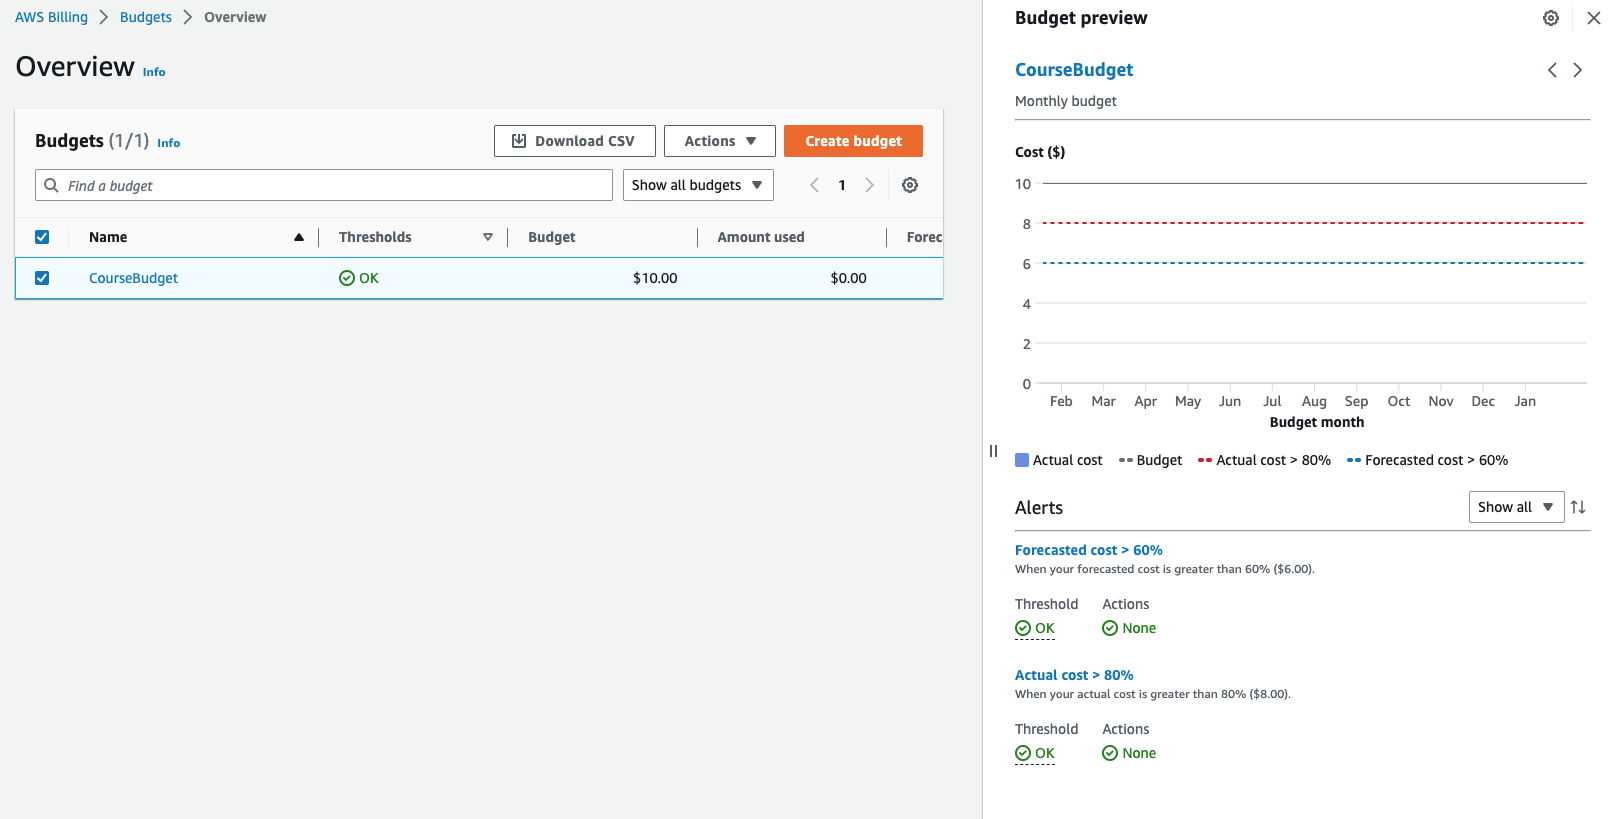 AWS Billing > Budgets > Overview
Overview Info
Budgets (1/1) Info
Download CSV
Actions
Create budget
Find a budget
Show all budgets
1
Name Thresholds Budget Amount used Forec
CourseBudget OK $10.00 $0.00
Budget preview
CourseBudget
Monthly budget
Cost ($)
10
8
6
4
2
0
Feb Mar Apr May Jun Jul Aug Sep Oct Nov Dec Jan
Budget month
Actual cost Budget Actual cost > 80% Forecasted cost > 60%
Alerts Show all
Forecasted cost > 60%
When your forecasted cost is greater than 60% ($6.00).
Threshold Actions
OK None
Actual cost > 80%
When your actual cost is greater than 80% ($8.00).
Threshold Actions
OK None